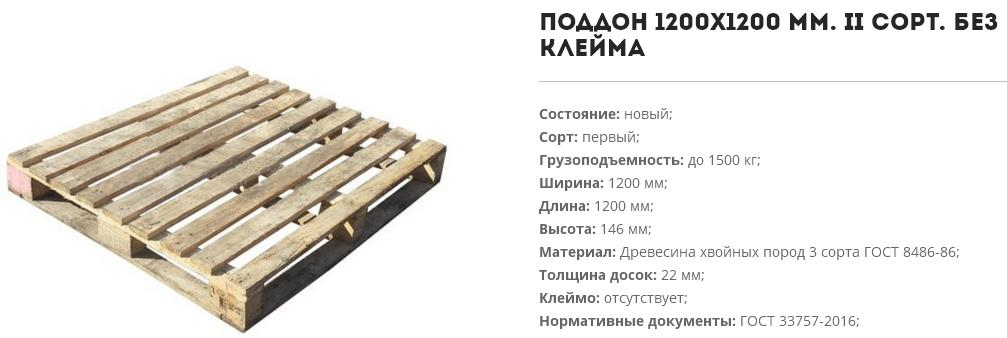 ПОДДОН 1200Х1200 ММ. II СОРТ. БЕЗ
КЛЕЙМА
Состояние: новый;
Сорт: первый;
Грузоподъемность: до 1500 кг;
Ширина: 1200 мм;
Длина: 1200 мм;
Высота: 146 мм;
Материал: Древесина хвойных пород 3 сорта ГОСТ 8486-86;
Толщина досок: 22 мм;
Клеймо: отсутствует;
Нормативные документы: ГОСТ 33757-2016;